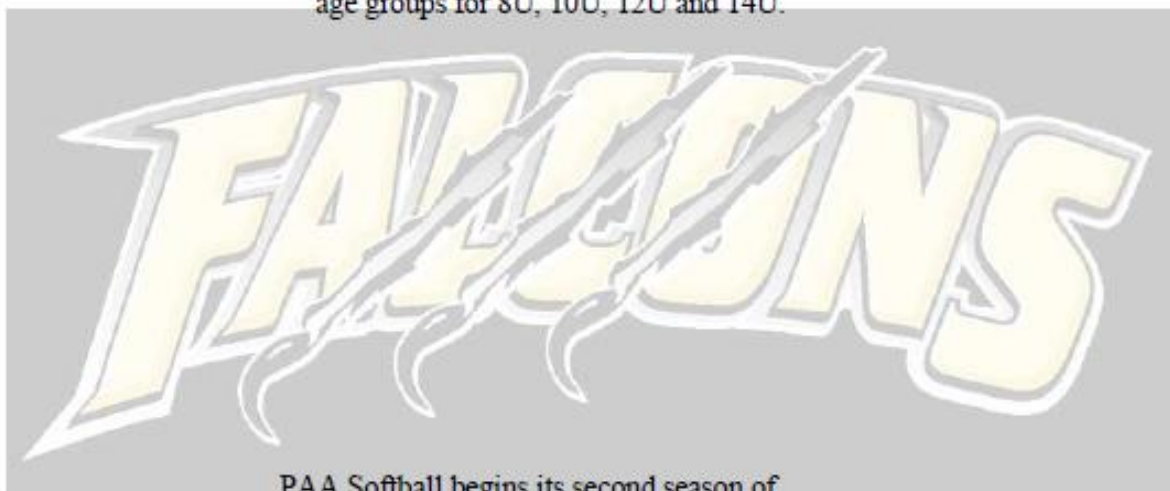 age groups for 8U, 10U, 12U and 14U.
FALCONS
PAA Softball begins its second season of